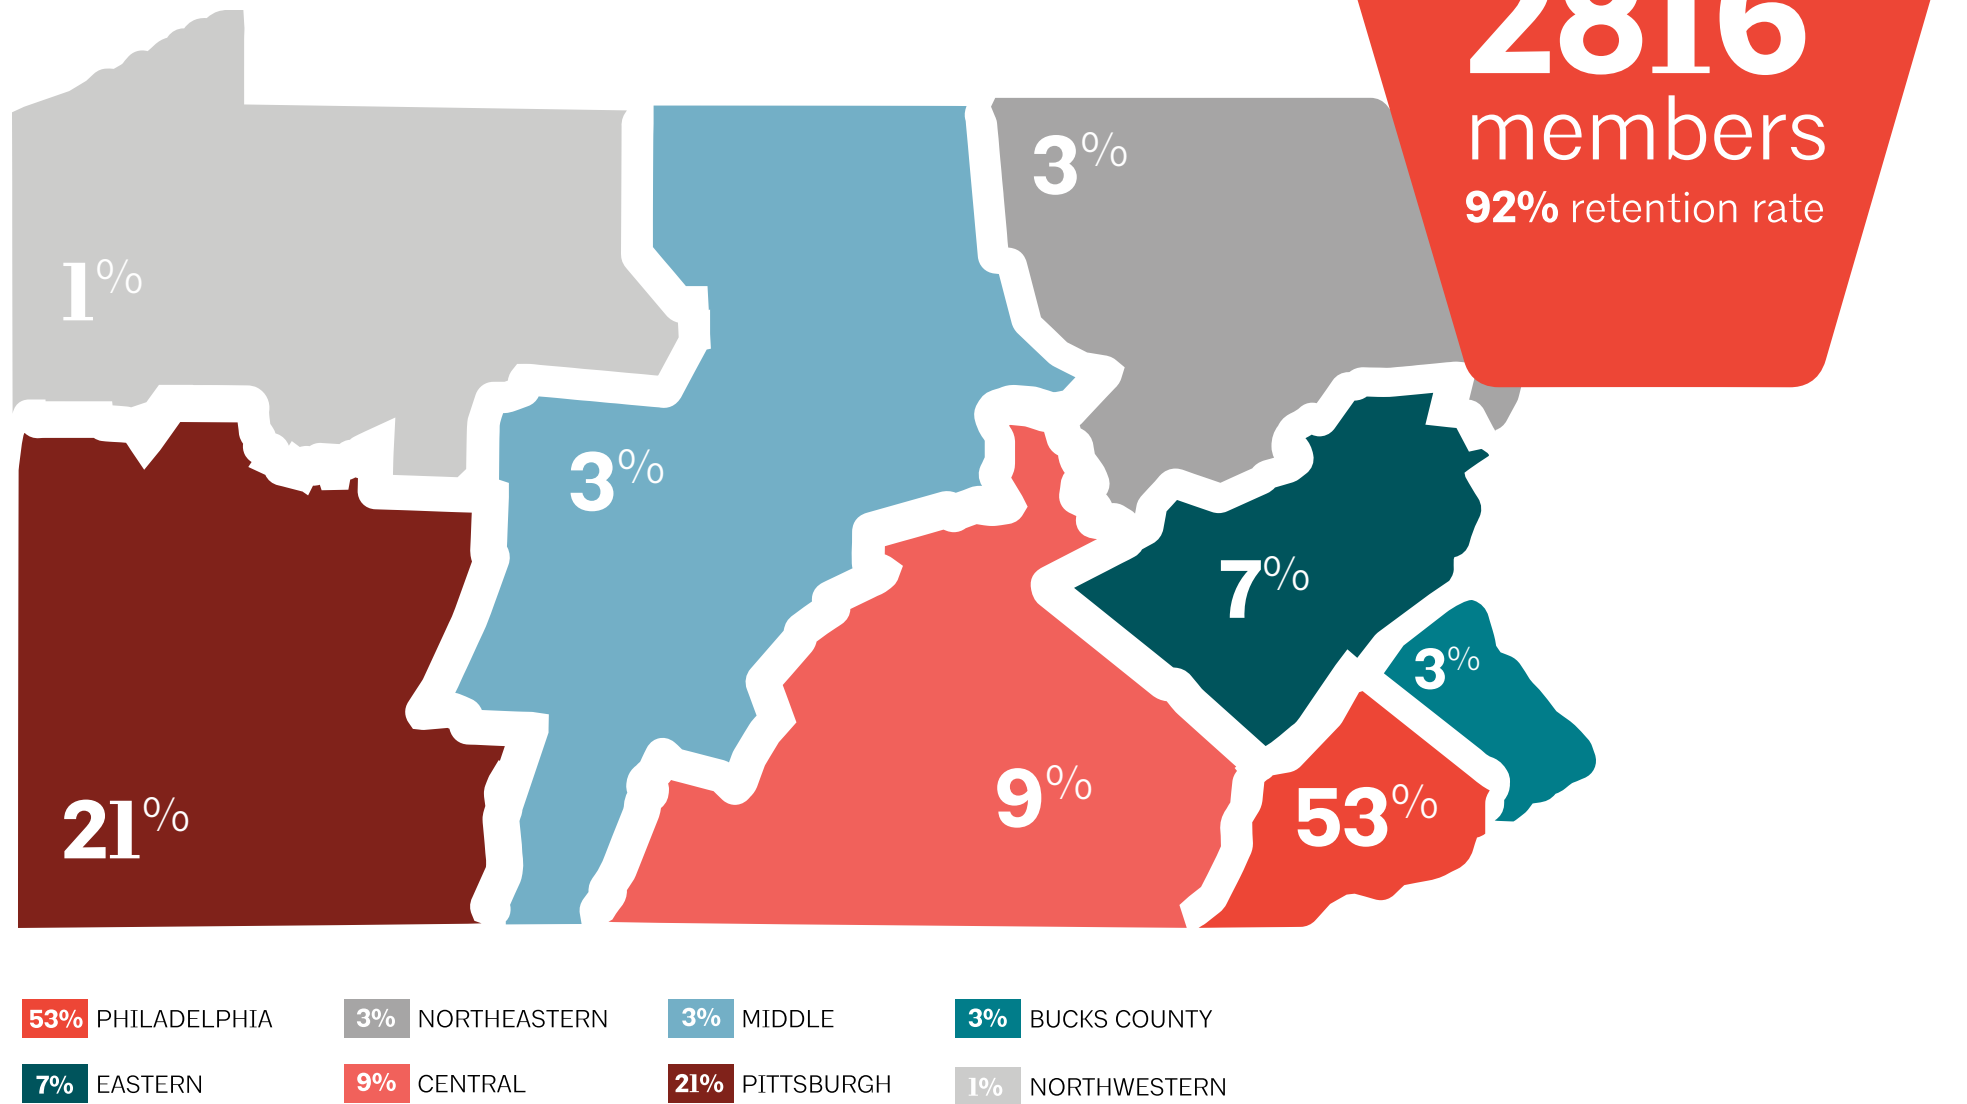 2816
members
92% retention rate
3%
1%
3%
7%
3%
9%
53%
21%
53% PHILADELPHIA
3% NORTHEASTERN
3% MIDDLE
3% BUCKS COUNTY
7% EASTERN
9% CENTRAL
21% PITTSBURGH
1% NORTHWESTERN